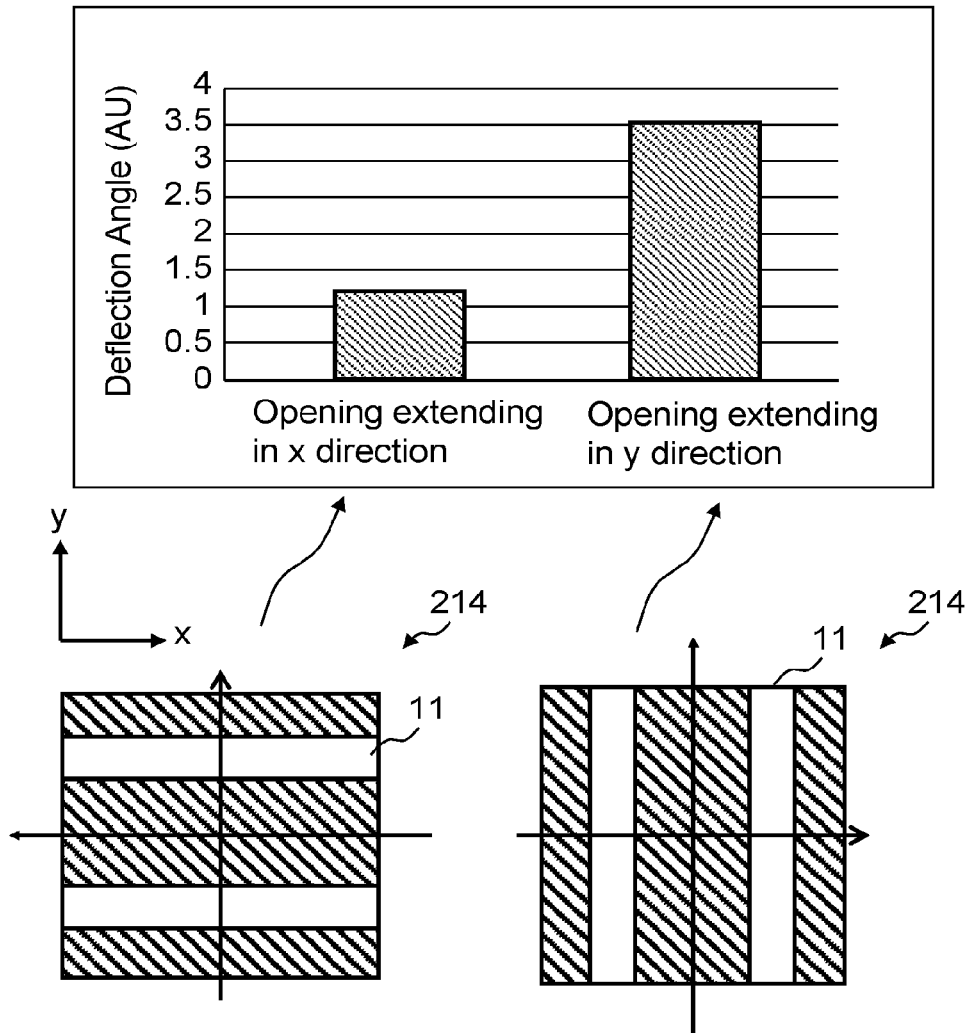 Deflection Angle (AU)
4
3.5
3
2.5
2
1.5
1
0.5
0
Opening extending
in x direction
Opening extending
in y direction
y
x
214
11
214
11